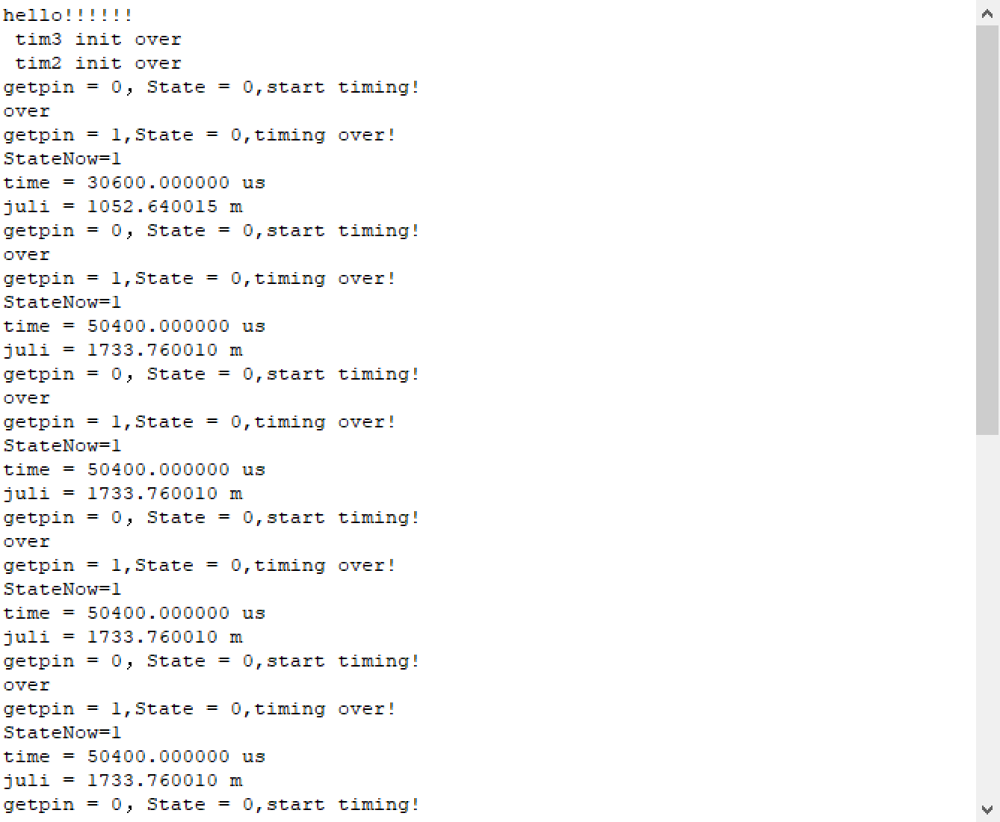 hello!!!!!!
 tim3 init over
 tim2 init over
getpin = 0, State = 0,start timing!
over
getpin = 1,State = 0,timing over!
StateNow=1
time = 30600.000000 us
juli = 1052.640015 m
getpin = 0, State = 0,start timing!
over
getpin = 1,State = 0,timing over!
StateNow=1
time = 50400.000000 us
juli = 1733.760010 m
getpin = 0, State = 0,start timing!
over
getpin = 1,State = 0,timing over!
StateNow=1
time = 50400.000000 us
juli = 1733.760010 m
getpin = 0, State = 0,start timing!
over
getpin = 1,State = 0,timing over!
StateNow=1
time = 50400.000000 us
juli = 1733.760010 m
getpin = 0, State = 0,start timing!
over
getpin = 1,State = 0,timing over!
StateNow=1
time = 50400.000000 us
juli = 1733.760010 m
getpin = 0, State = 0,start timing!